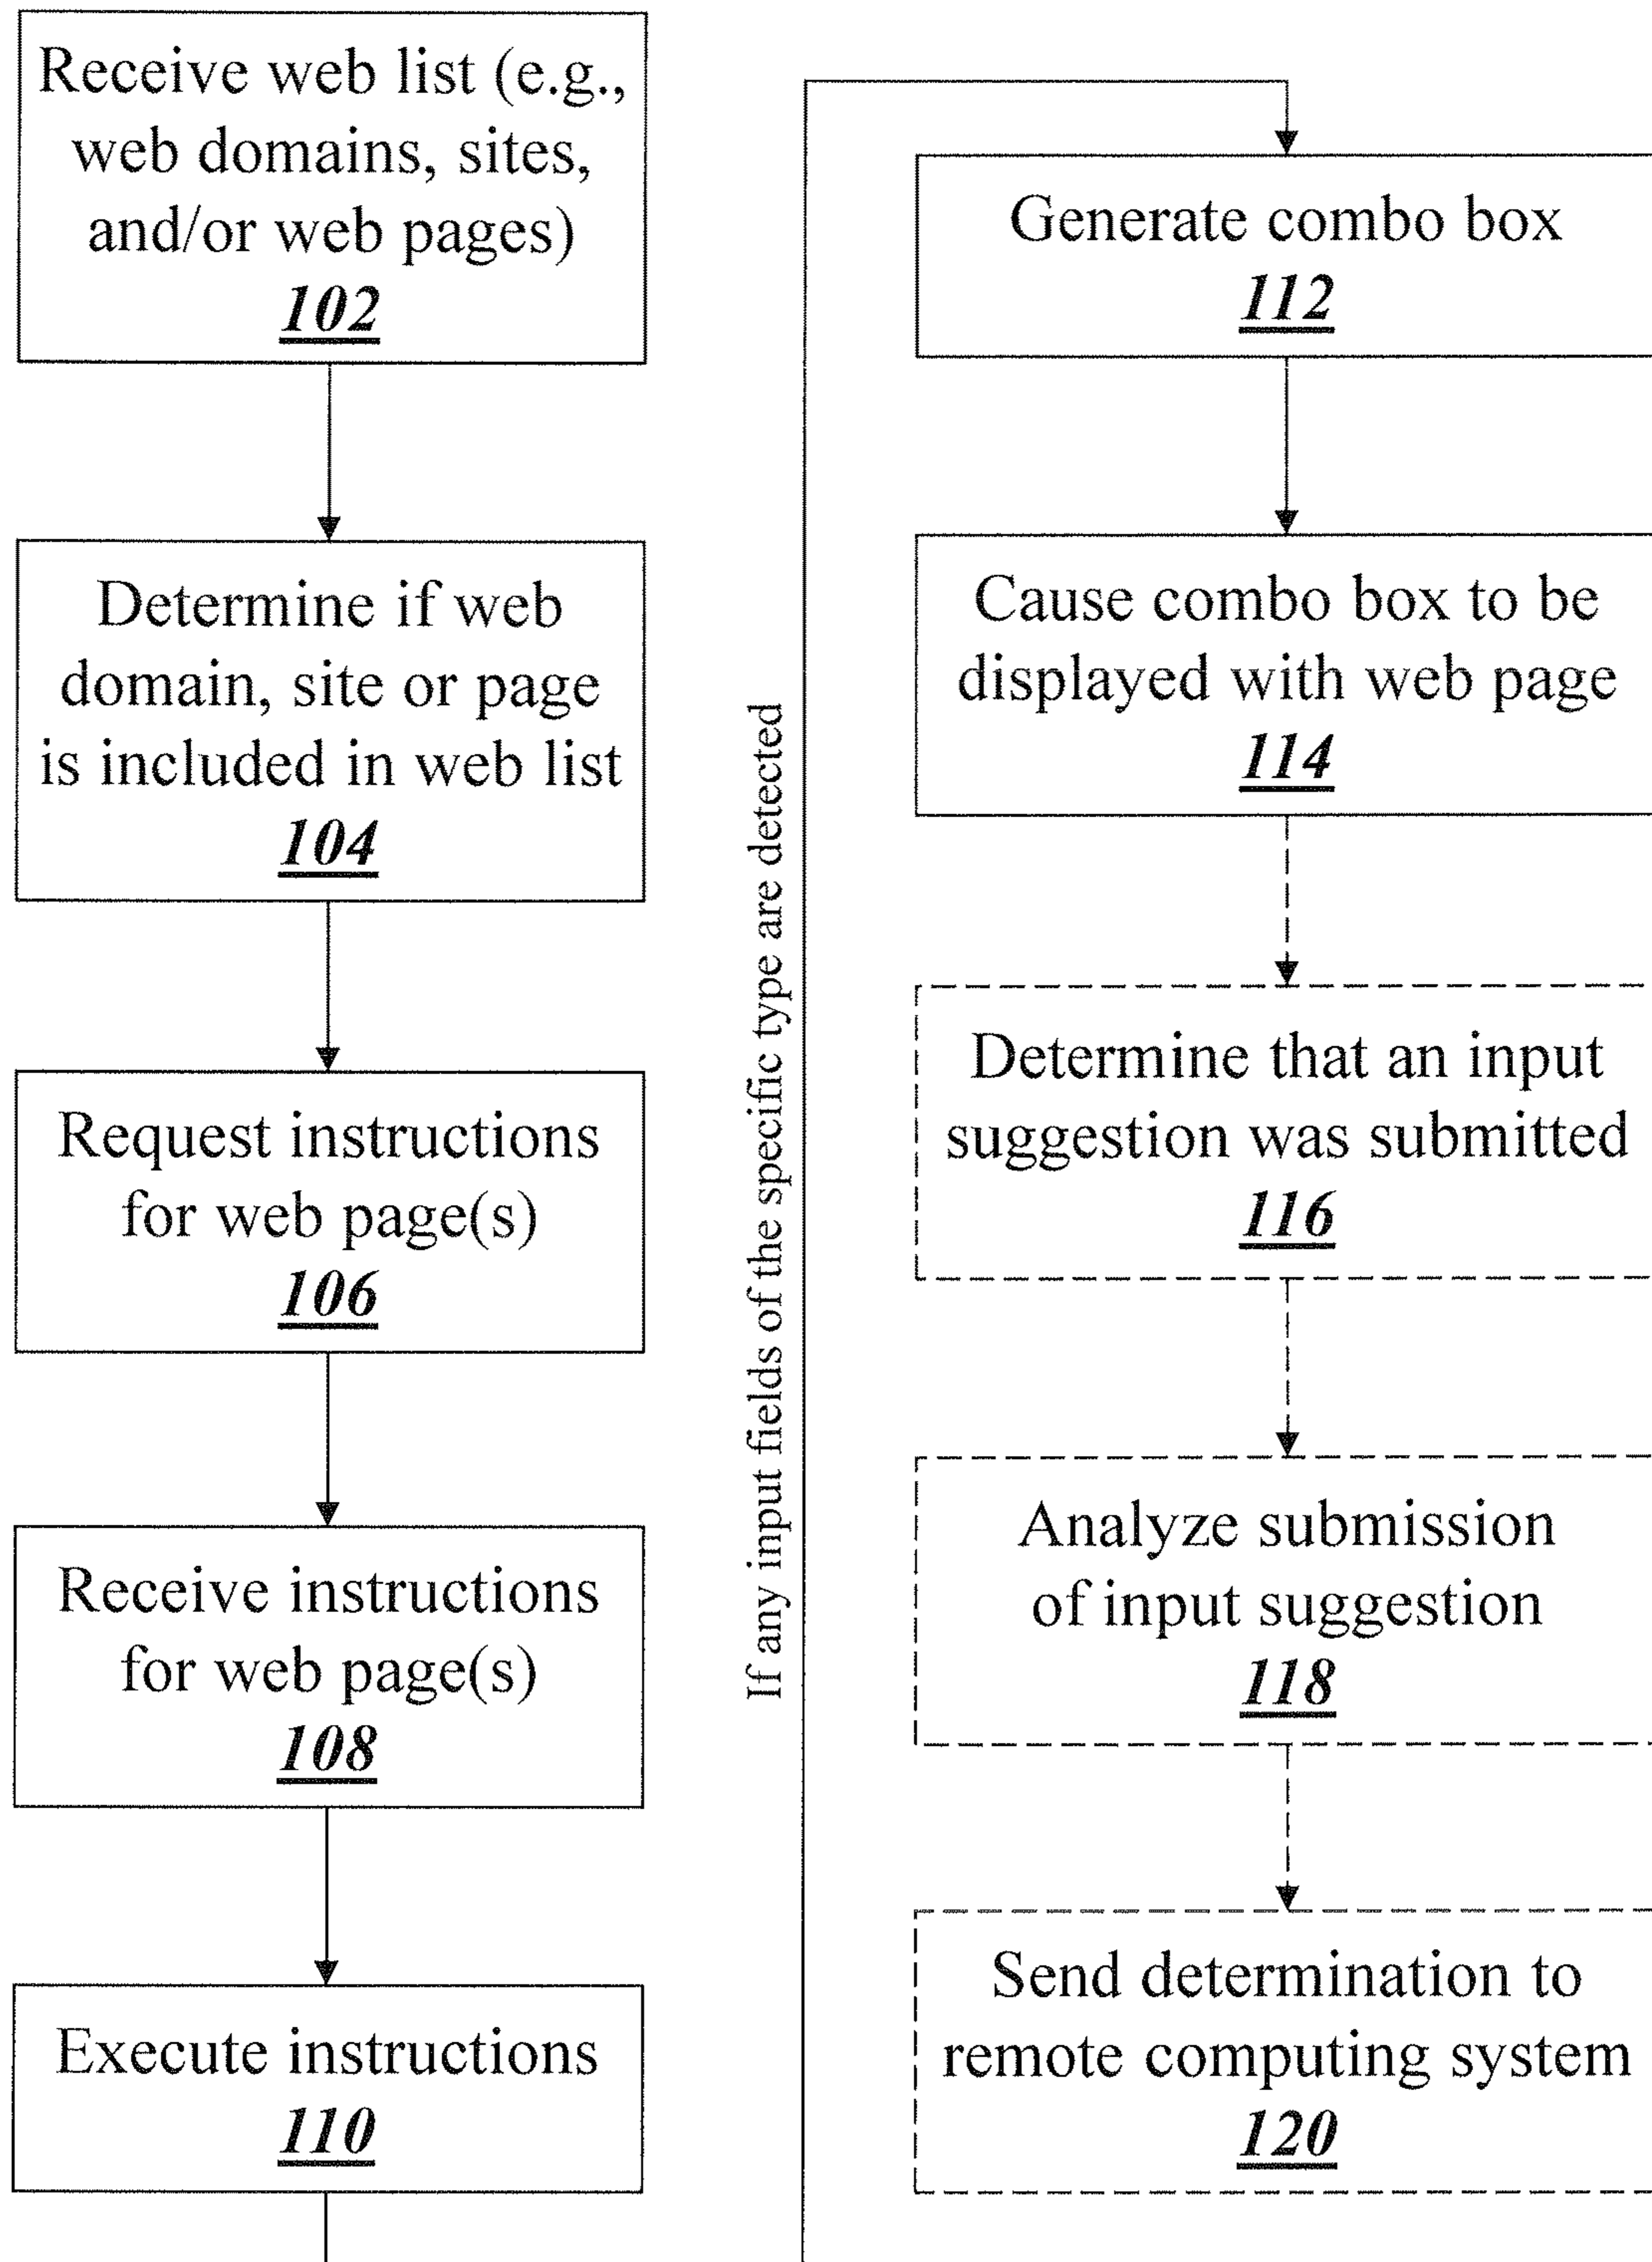 Receive web list (e.g.,
web domains, sites,
and/or web pages)
102
Determine if web
domain, site or page
is included in web list
104
Request instructions
for web page(s)
106
Receive instructions
for web page(s)
108
Execute instructions
110
If any input fields of the specific type are detected
Generate combo box
112
Cause combo box to be
displayed with web page
114
Determine that an input
suggestion was submitted
116
Analyze submission
of input suggestion
118
Send determination to
remote computing system
120